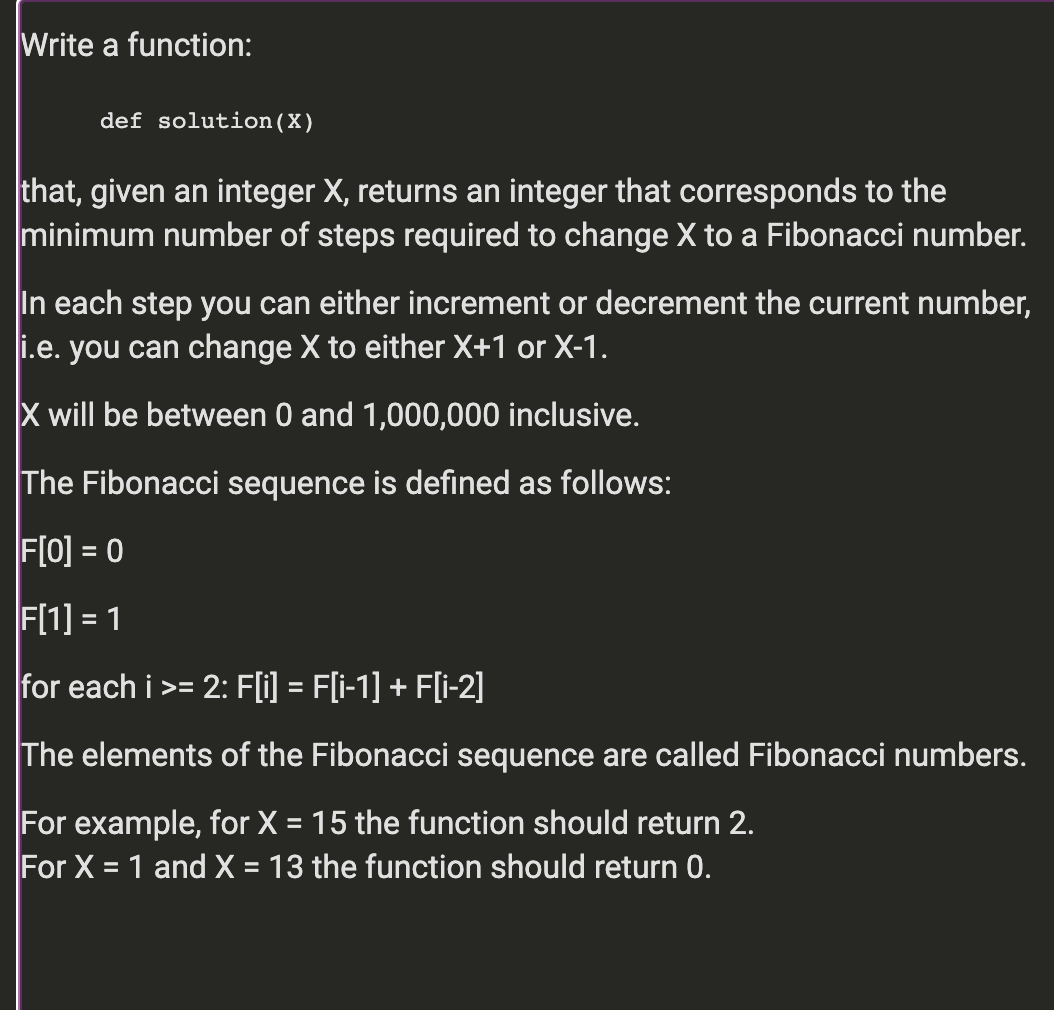 Write a function:
def solution(X)
that, given an integer X, returns an integer that corresponds to the
minimum number of steps required to change X to a Fibonacci number.
In each step you can either increment or decrement the current number,
i.e. you can change X to either X+1 or X-1.
X will be between 0 and 1,000,000 inclusive.
The Fibonacci sequence is defined as follows:
F[0] = 0
F[1] = 1
for each i >= 2: F[i] = F[i-1] + F[i-2]
The elements of the Fibonacci sequence are called Fibonacci numbers.
For example, for X = 15 the function should return 2.
For X = 1 and X = 13 the function should return 0.